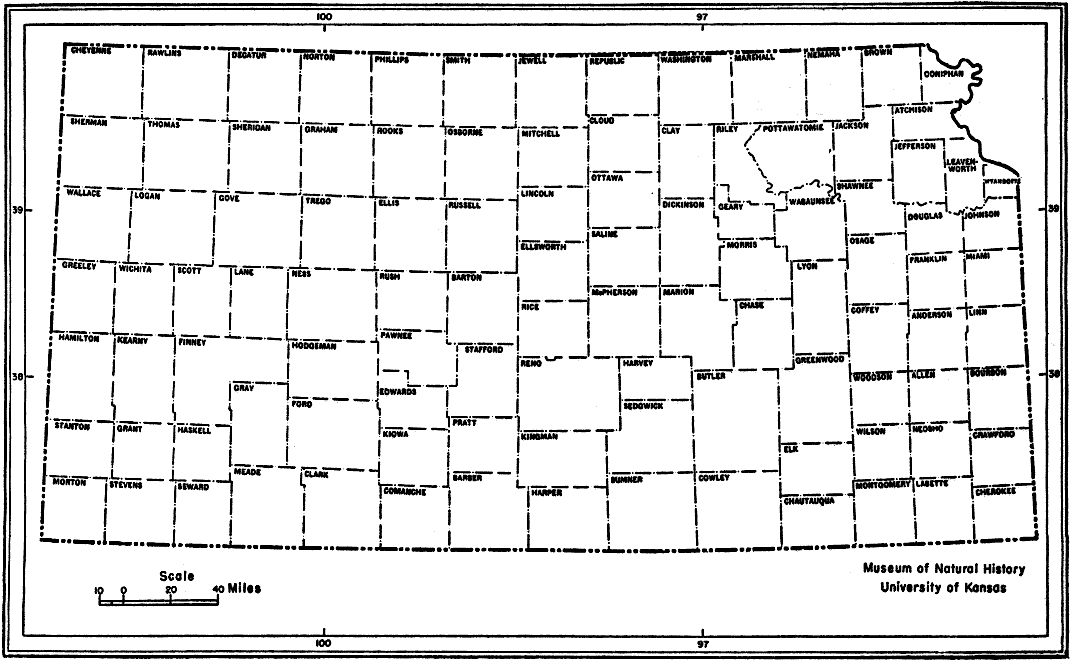 100 97
CHEYENNE RAWLINS DECATUR NORTON PHILLIPS SMITH JEWELL REPUBLIC WASHINGTON MARSHALL NEMAHA BROWN
DONIPHAN
ATCHISON
SHERMAN THOMAS SHERIDAN GRAHAM ROOKS OSBORNE MITCHELL CLOUD CLAY RILEY POTTAWATOMIE JACKSON
JEFFERSON
LEAVEN-
WORTH
WYANDOTTE
WALLACE LOGAN GOVE TREGO ELLIS RUSSELL LINCOLN OTTAWA DICKINSON GEARY WABAUNSEE SHAWNEE
39 39
DOUGLAS JOHNSON
ELLSWORTH SALINE MORRIS OSAGE
FRANKLIN MIAMI
GREELEY WICHITA SCOTT LANE NESS RUSH BARTON LYON
RICE McPHERSON MARION CHASE COFFEY ANDERSON LINN
HAMILTON KEARNY FINNEY HODGEMAN PAWNEE STAFFORD
RENO HARVEY BUTLER GREENWOOD
38 38
WOODSON ALLEN BOURBON
GRAY FORD EDWARDS
SEDGWICK
STANTON GRANT HASKELL KIOWA PRATT KINGMAN WILSON NEOSHO CRAWFORD
ELK
MORTON STEVENS SEWARD MEADE CLARK COMANCHE BARBER HARPER SUMNER COWLEY
CHAUTAUQUA MONTGOMERY LABETTE CHEROKEE
Museum of Natural History
University of Kansas
Scale
10 0 20 40 Miles
100 97